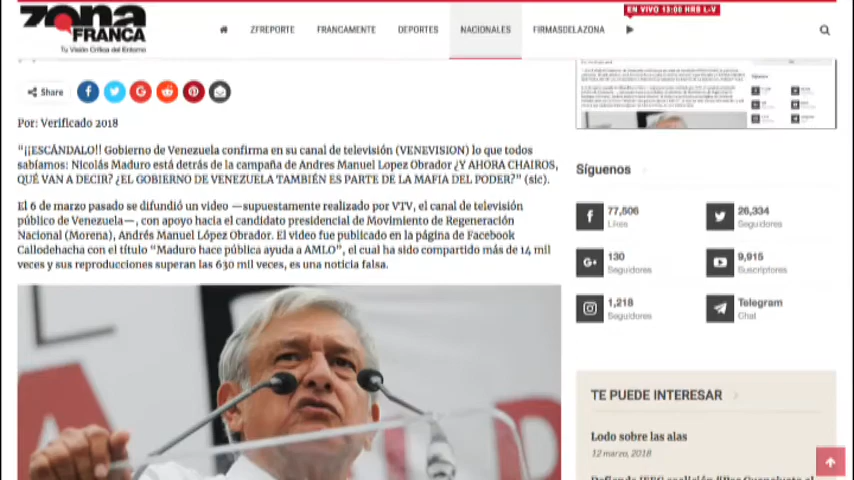 zona
FRANCA
Tu Visión Crítica del Entorno
ZFREPORTE
FRANCAMENTE
DEPORTES
NACIONALES
FIRMASDELAZONA
EN VIVO 13:00 HRS L-V
Share
Por: Verificado 2018
“¡¡ESCÁNDALO!! Gobierno de Venezuela confirma en su canal de televisión (VENEVISION) lo que todos
sabíamos: Nicolás Maduro está detrás de la campaña de Andres Manuel Lopez Obrador ¿Y AHORA CHAIROS,
QUÉ VAN A DECIR? ¿EL GOBIERNO DE VENEZUELA TAMBIÉN ES PARTE DE LA MAFIA DEL PODER?” (sic).
El 6 de marzo pasado se difundió un video —supuestamente realizado por VTV, el canal de televisión
público de Venezuela—, con apoyo hacia el candidato presidencial de Movimiento de Regeneración
Nacional (Morena), Andrés Manuel López Obrador. El video fue publicado en la página de Facebook
Callodehacha con el título “Maduro hace pública ayuda a AMLO”, el cual ha sido compartido más de 14 mil
veces y sus reproducciones superan las 630 mil veces, es una noticia falsa.
Síguenos
77,506
Likes
26,334
Seguidores
130
Seguidores
9,915
Suscriptores
1,218
Seguidores
Telegram
Chat
TE PUEDE INTERESAR
Lodo sobre las alas
12 marzo, 2018